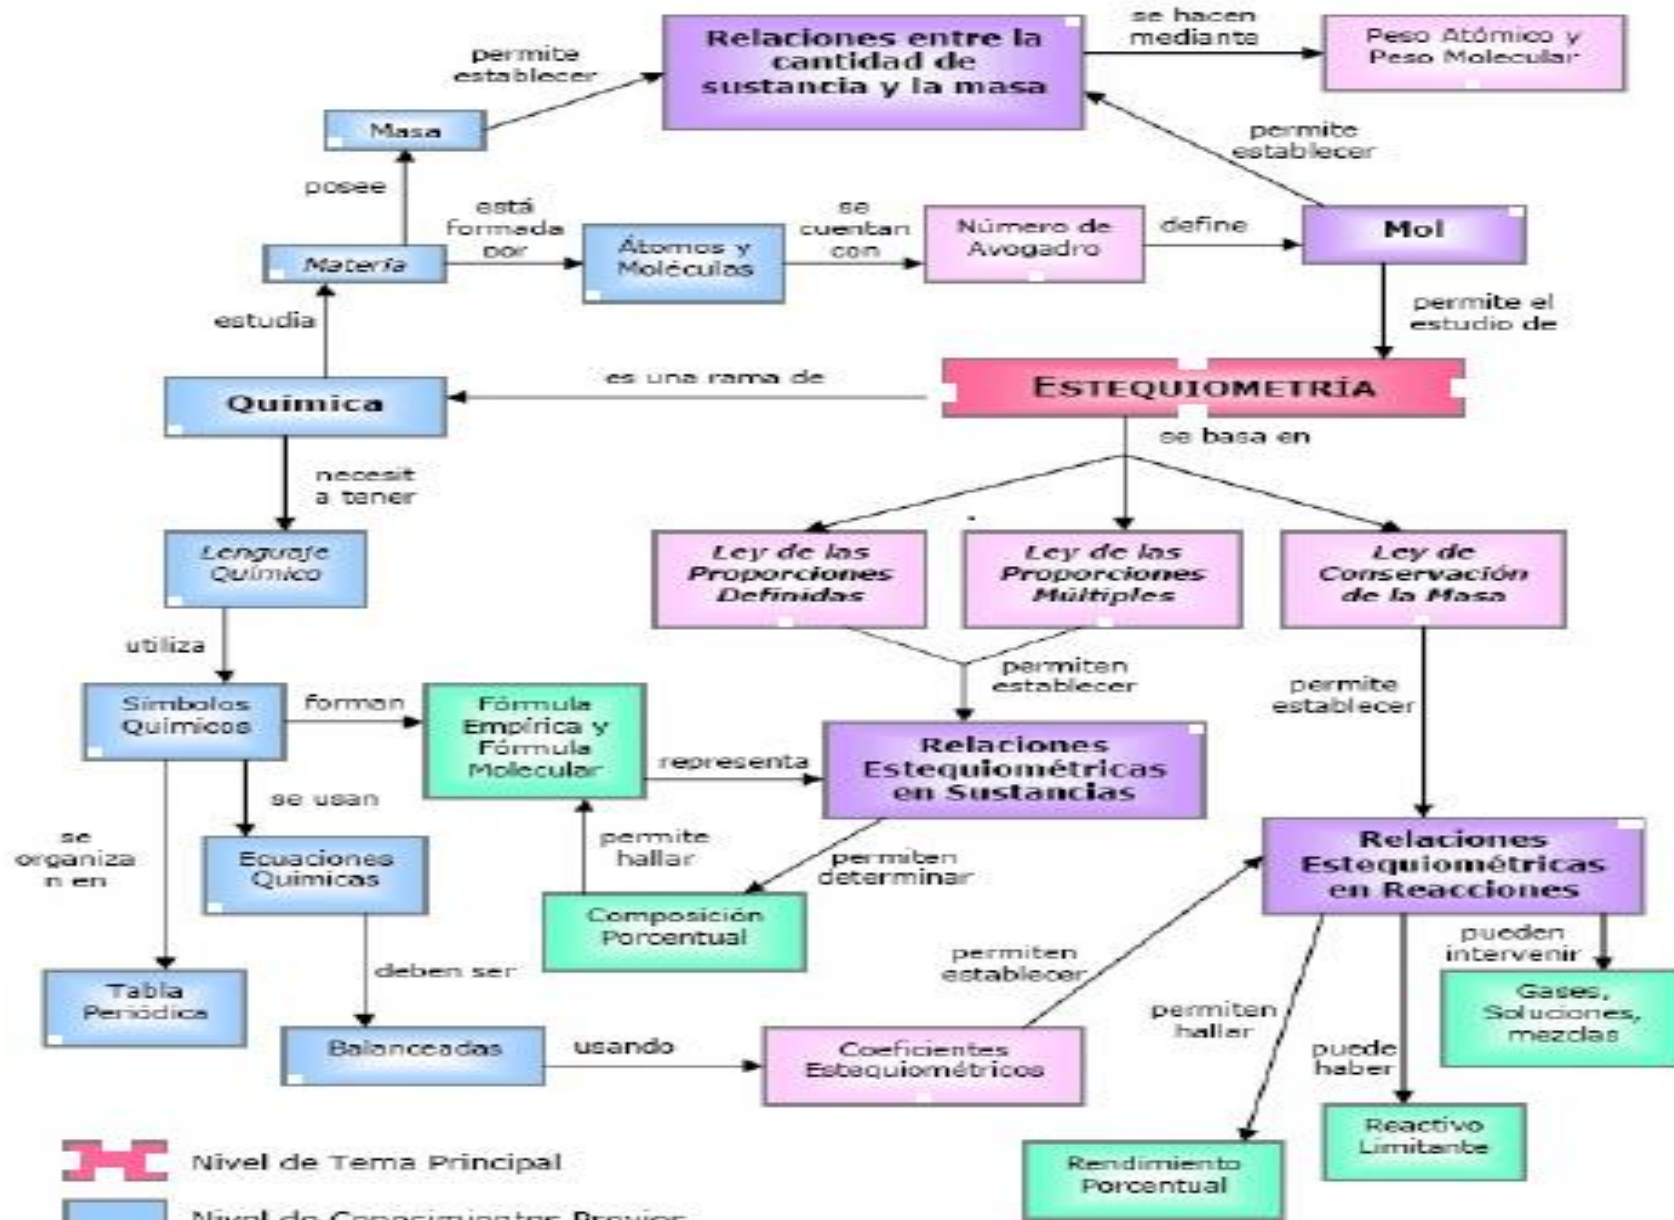 Relaciones entre la
cantidad de
sustancia y la masa
se hacen
mediante
Peso Atómico y
Peso Molecular
permite
establecer
Masa
permite
establecer
posee
está
formada
por
Átomos y
Moléculas
se
cuentan
con
Número de
Avogadro
define
Mol
Materia
estudia
permite el
estudio de
Química
es una rama de
ESTEQUIOMETRÍA
se basa en
necesit
a tener
Lenguaje
Químico
Ley de las
Proporciones
Definidas
Ley de las
Proporciones
Múltiples
Ley de
Conservación
de la Masa
utiliza
permiten
establecer
permite
establecer
Símbolos
Químicos
forman
Fórmula
Empírica y
Fórmula
Molecular
representa
Relaciones
Estequiométricas
en Sustancias
se usan
se
organiza
n en
Ecuaciones
Químicas
permite
hallar
permiten
determinar
Relaciones
Estequiométricas
en Reacciones
Composición
Porcentual
deben ser
permiten
establecer
pueden
intervenir
Tabla
Periódica
Gases,
Soluciones,
mezclas
permiten
hallar
Balanceadas
usando
Coeficientes
Estequiométricos
puede
haber
Reactivo
Limitante
Rendimiento
Porcentual
Nivel de Tema Principal
Nivel de Conocimientos Previos